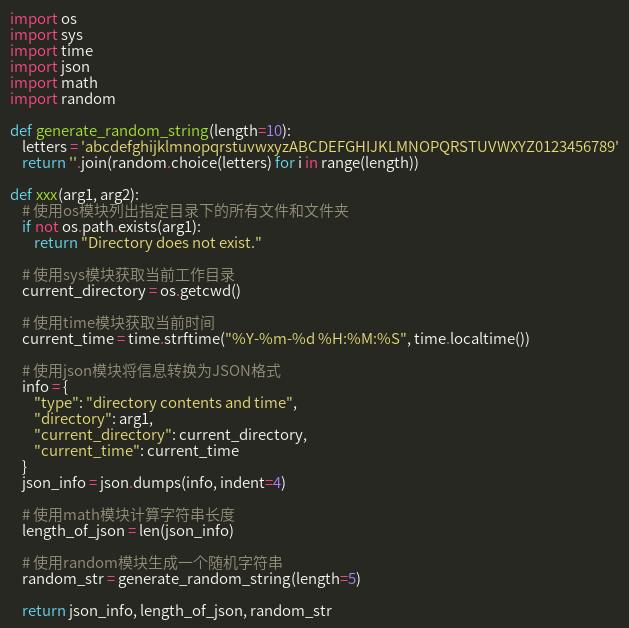 import os
import sys
import time
import json
import math
import random

def generate_random_string(length=10):
    letters = 'abcdefghijklmnopqrstuvwxyzABCDEFGHIJKLMNOPQRSTUVWXYZ0123456789'
    return ''.join(random.choice(letters) for i in range(length))

def xxx(arg1, arg2):
    # 使用os模块列出指定目录下的所有文件和文件夹
    if not os.path.exists(arg1):
        return "Directory does not exist."

    # 使用sys模块获取当前工作目录
    current_directory = os.getcwd()

    # 使用time模块获取当前时间
    current_time = time.strftime("%Y-%m-%d %H:%M:%S", time.localtime())

    # 使用json模块将信息转换为JSON格式
    info = {
        "type": "directory contents and time",
        "directory": arg1,
        "current_directory": current_directory,
        "current_time": current_time
    }
    json_info = json.dumps(info, indent=4)

    # 使用math模块计算字符串长度
    length_of_json = len(json_info)

    # 使用random模块生成一个随机字符串
    random_str = generate_random_string(length=5)

    return json_info, length_of_json, random_str